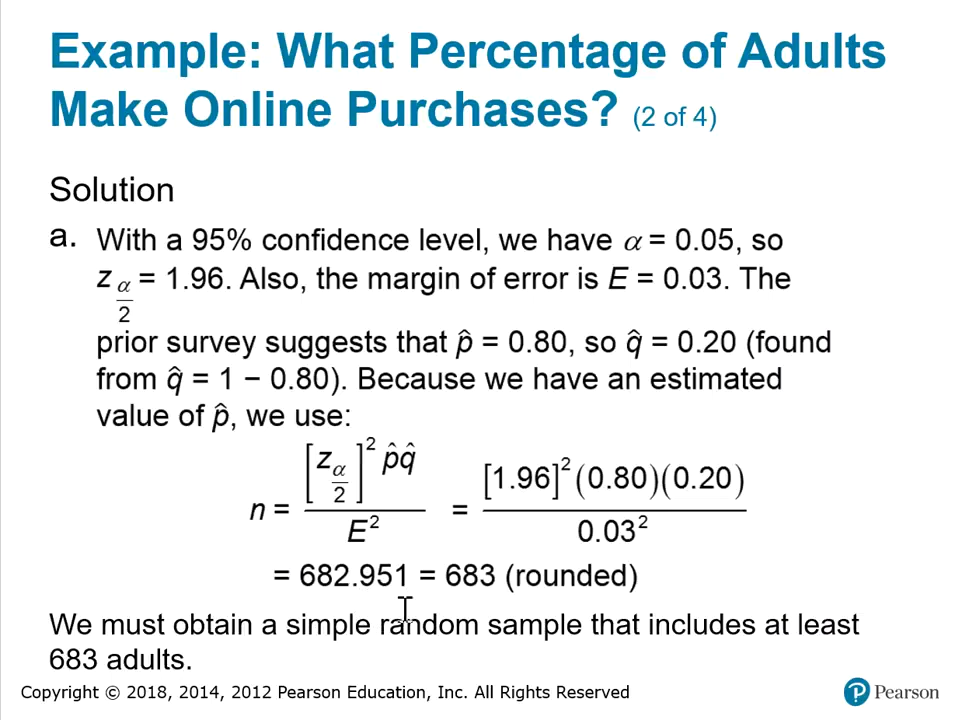 Example: What Percentage of Adults
Make Online Purchases? (2 of 4)
Solution
a. With a 95% confidence level, we have α = 0.05, so
z α/2 = 1.96. Also, the margin of error is E = 0.03. The
prior survey suggests that p̂ = 0.80, so q̂ = 0.20 (found
from q̂ = 1 − 0.80). Because we have an estimated
value of p̂, we use:
n = [z α/2]² p̂q̂ / E² = [1.96]² (0.80)(0.20) / 0.03²
= 682.951 = 683 (rounded)
We must obtain a simple random sample that includes at least
683 adults.
Copyright © 2018, 2014, 2012 Pearson Education, Inc. All Rights Reserved
P Pearson